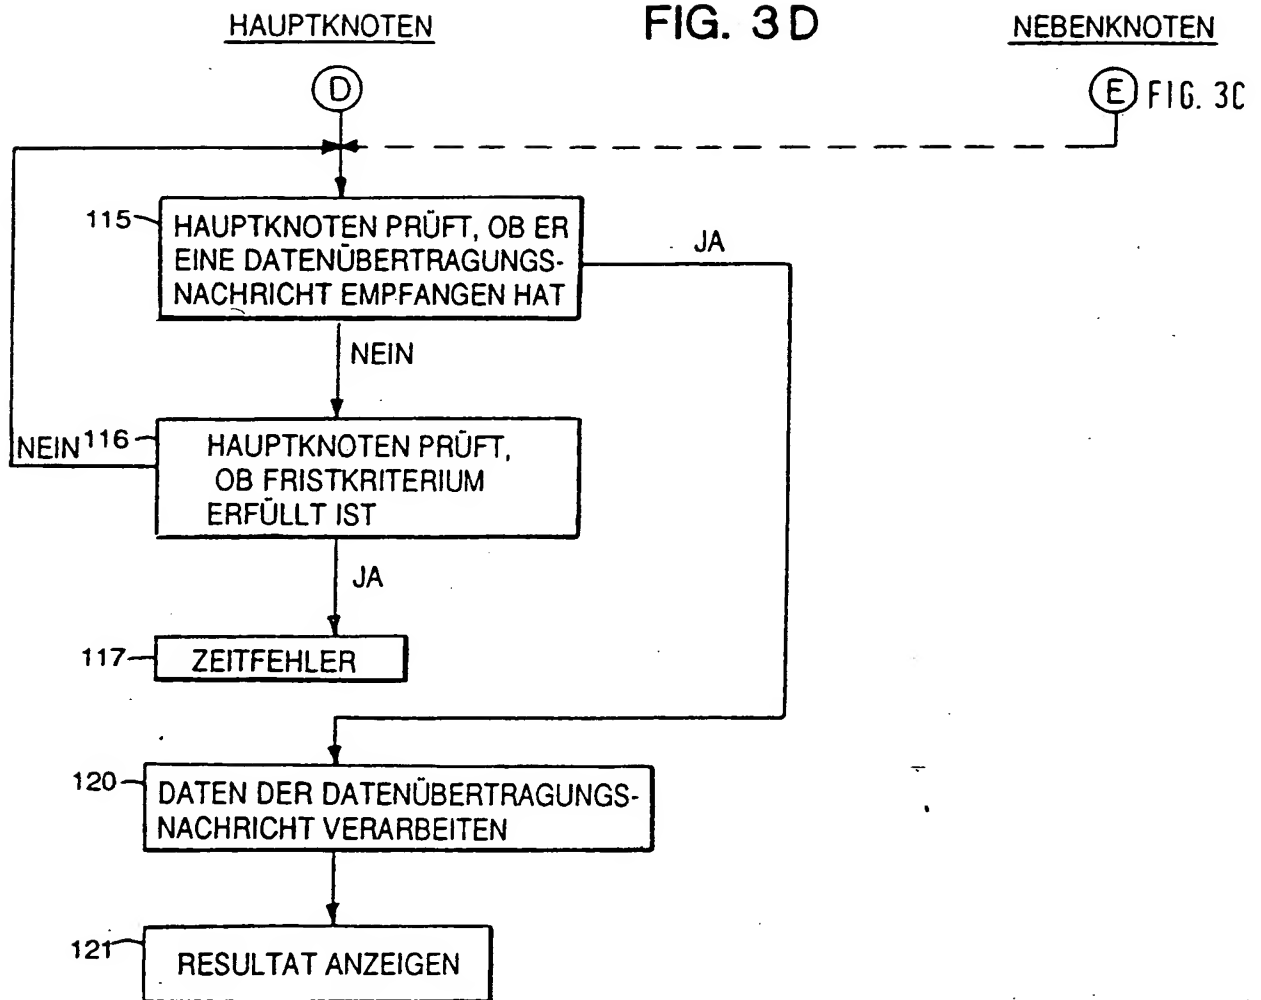 HAUPTKNOTEN
FIG. 3D
NEBENKNOTEN
D
E FIG. 3C
115
HAUPTKNOTEN PRÜFT, OB ER
EINE DATENÜBERTRAGUNGS-
NACHRICHT EMPFANGEN HAT
JA
NEIN
NEIN
116
HAUPTKNOTEN PRÜFT,
OB FRISTKRITERIUM
ERFÜLLT IST
JA
117
ZEITFEHLER
120
DATEN DER DATENÜBERTRAGUNGS-
NACHRICHT VERARBEITEN
121
RESULTAT ANZEIGEN